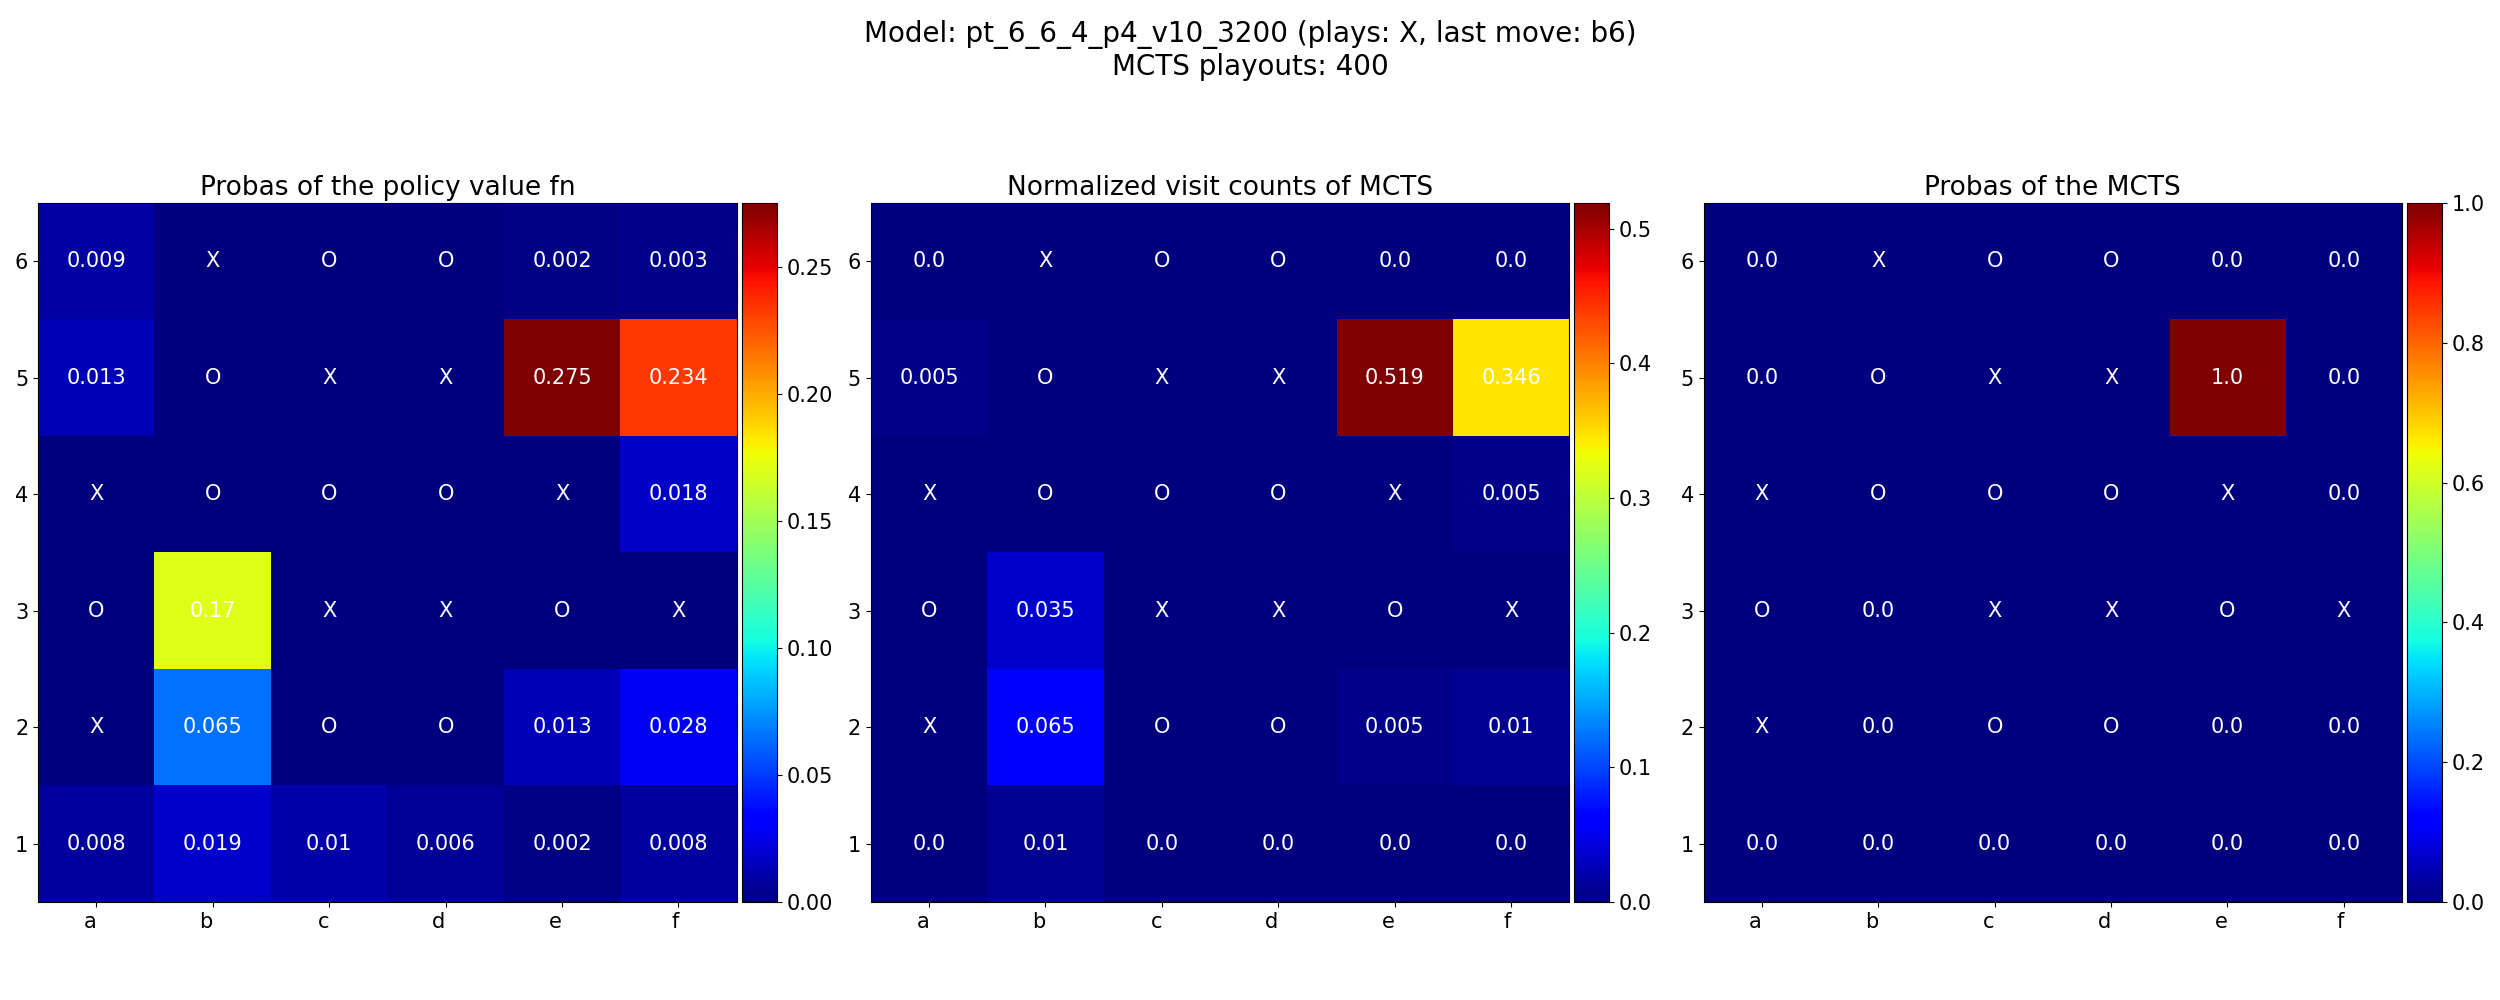 Model: pt_6_6_4_p4_v10_3200 (plays: X, last move: b6)
MCTS playouts: 400
Probas of the policy value fn
6 0.009 X O O 0.002 0.003
5 0.013 O X X 0.275 0.234
4 X O O O X 0.018
3 O 0.17 X X O X
2 X 0.065 O O 0.013 0.028
1 0.008 0.019 0.01 0.006 0.002 0.008
a b c d e f
0.25
0.20
0.15
0.10
0.05
0.00
Normalized visit counts of MCTS
6 0.0 X O O 0.0 0.0
5 0.005 O X X 0.519 0.346
4 X O O O X 0.005
3 O 0.035 X X O X
2 X 0.065 O O 0.005 0.01
1 0.0 0.01 0.0 0.0 0.0 0.0
a b c d e f
0.5
0.4
0.3
0.2
0.1
0.0
Probas of the MCTS
6 0.0 X O O 0.0 0.0
5 0.0 O X X 1.0 0.0
4 X O O O X 0.0
3 O 0.0 X X O X
2 X 0.0 O O 0.0 0.0
1 0.0 0.0 0.0 0.0 0.0 0.0
a b c d e f
1.0
0.8
0.6
0.4
0.2
0.0